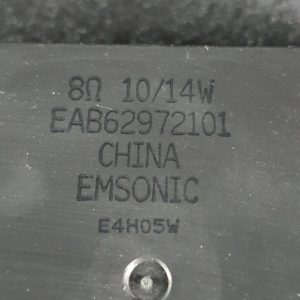 8Ω 10/14W
EAB62972101
CHINA
EMSONIC
E4H05W